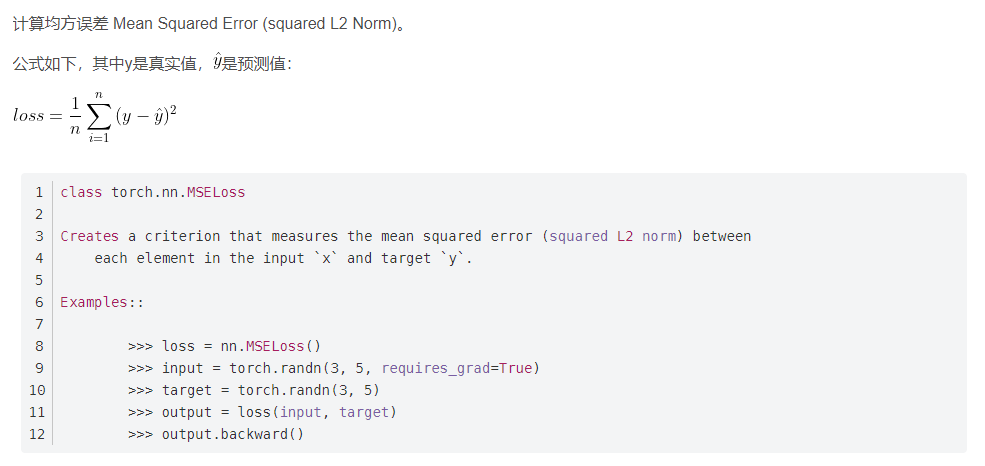 计算均方误差 Mean Squared Error (squared L2 Norm)。
公式如下，其中y是真实值，ŷ是预测值：
loss = \frac{1}{n} \sum_{i=1}^{n} (y - ŷ)^2
1 class torch.nn.MSELoss
2
3 Creates a criterion that measures the mean squared error (squared L2 norm) between
4     each element in the input `x` and target `y`.
5
6 Examples::
7
8         >>> loss = nn.MSELoss()
9         >>> input = torch.randn(3, 5, requires_grad=True)
10         >>> target = torch.randn(3, 5)
11         >>> output = loss(input, target)
12         >>> output.backward()